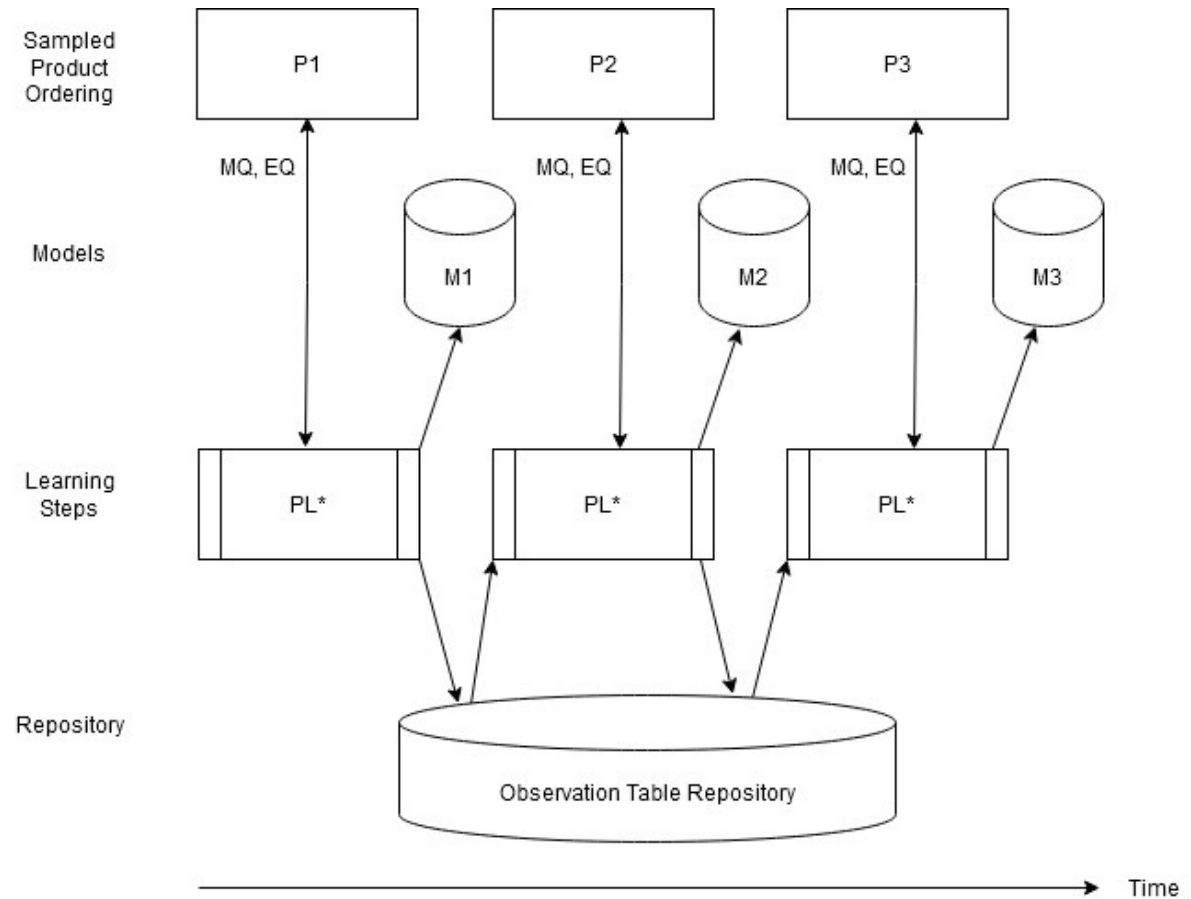 Sampled
Product
Ordering
P1
P2
P3
MQ, EQ
MQ, EQ
MQ, EQ
Models
M1
M2
M3
Learning
Steps
PL*
PL*
PL*
Repository
Observation Table Repository
Time